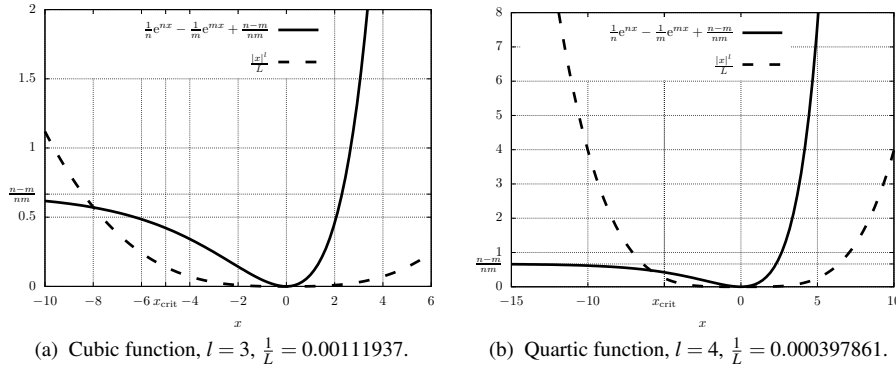 2
1.5
1
n−m/nm
0.5
0
1/n e^{nx} − 1/m e^{mx} + n−m/nm
|x|^l/L
−10 −8 −6 x_crit −4 −2 0 2 4 6
x
(a) Cubic function, l = 3, 1/L = 0.00111937.
8
7
6
5
4
3
2
1
n−m/nm
0
1/n e^{nx} − 1/m e^{mx} + n−m/nm
|x|^l/L
−15 −10 x_crit 0 5 10
x
(b) Quartic function, l = 4, 1/L = 0.000397861.